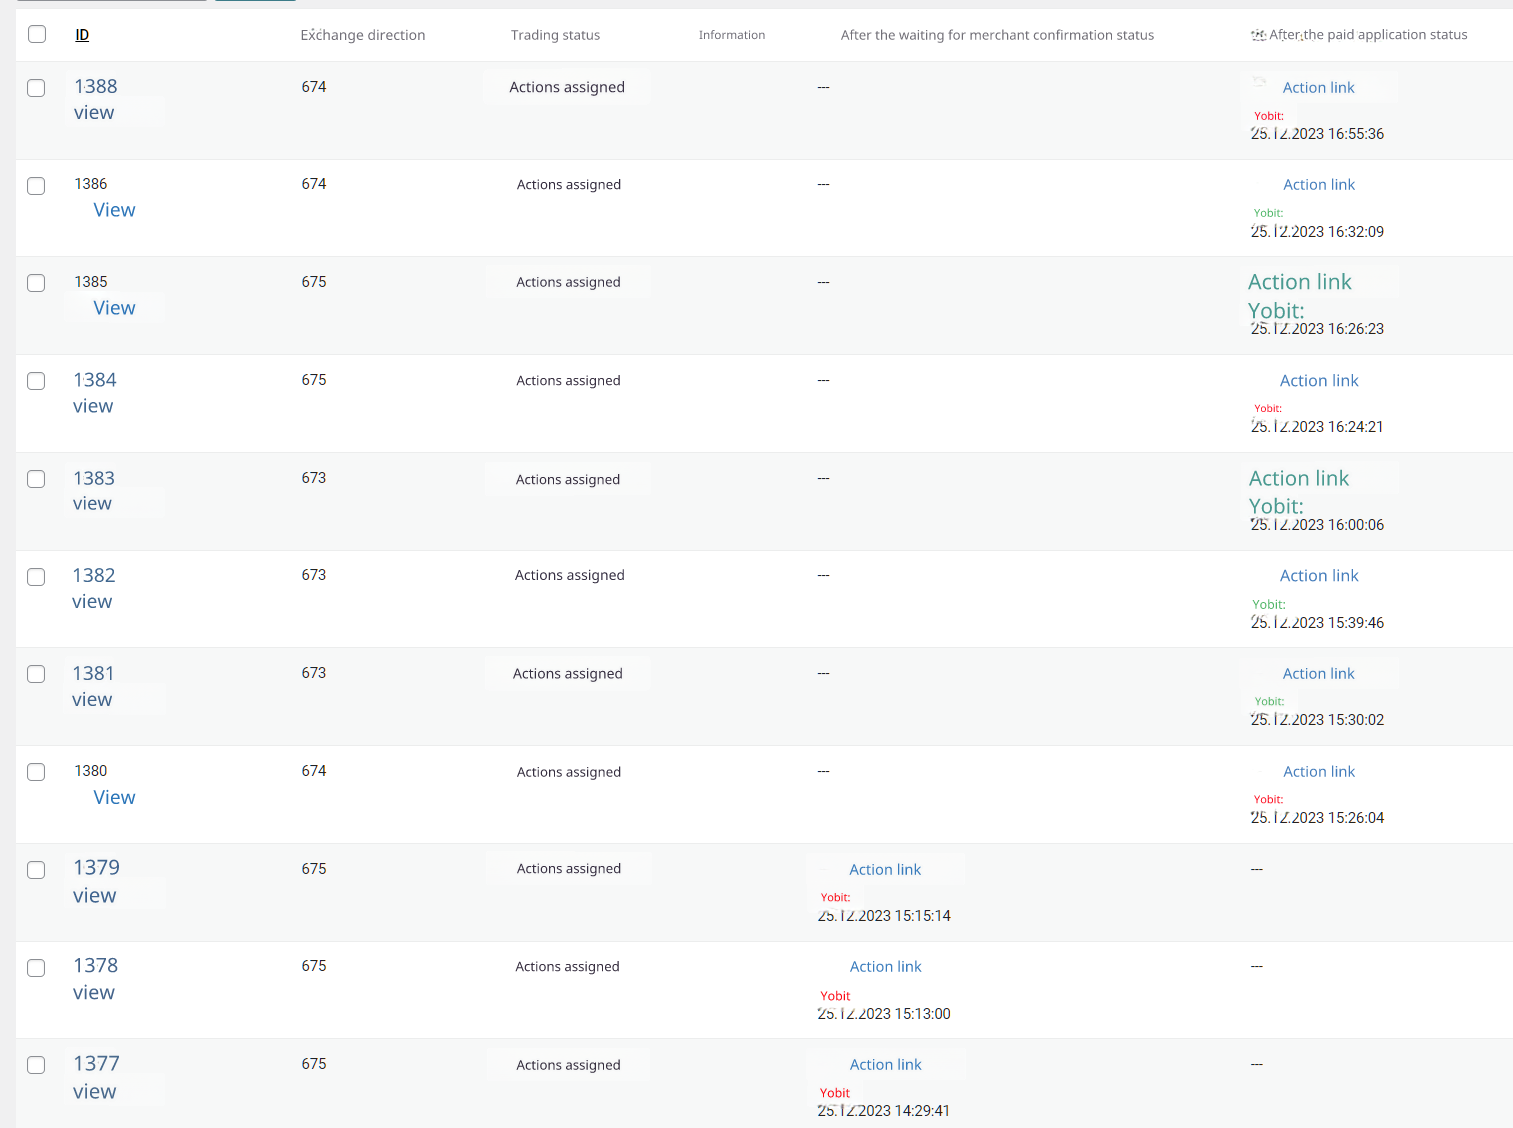 ID Exchange direction Trading status Information After the waiting for merchant confirmation status After the paid application status
1388 674 Actions assigned --- Action link
view Yobit:
25.12.2023 16:55:36
1386 674 Actions assigned --- Action link
View Yobit:
25.12.2023 16:32:09
1385 675 Actions assigned --- Action link
View Yobit:
25.12.2023 16:26:23
1384 675 Actions assigned --- Action link
view Yobit:
25.12.2023 16:24:21
1383 673 Actions assigned --- Action link
view Yobit:
25.12.2023 16:00:06
1382 673 Actions assigned --- Action link
view Yobit:
25.12.2023 15:39:46
1381 673 Actions assigned --- Action link
view Yobit:
25.12.2023 15:30:02
1380 674 Actions assigned --- Action link
View Yobit:
25.12.2023 15:26:04
1379 675 Actions assigned Action link ---
view Yobit:
25.12.2023 15:15:14
1378 675 Actions assigned Action link ---
view Yobit
25.12.2023 15:13:00
1377 675 Actions assigned Action link ---
view Yobit
25.12.2023 14:29:41